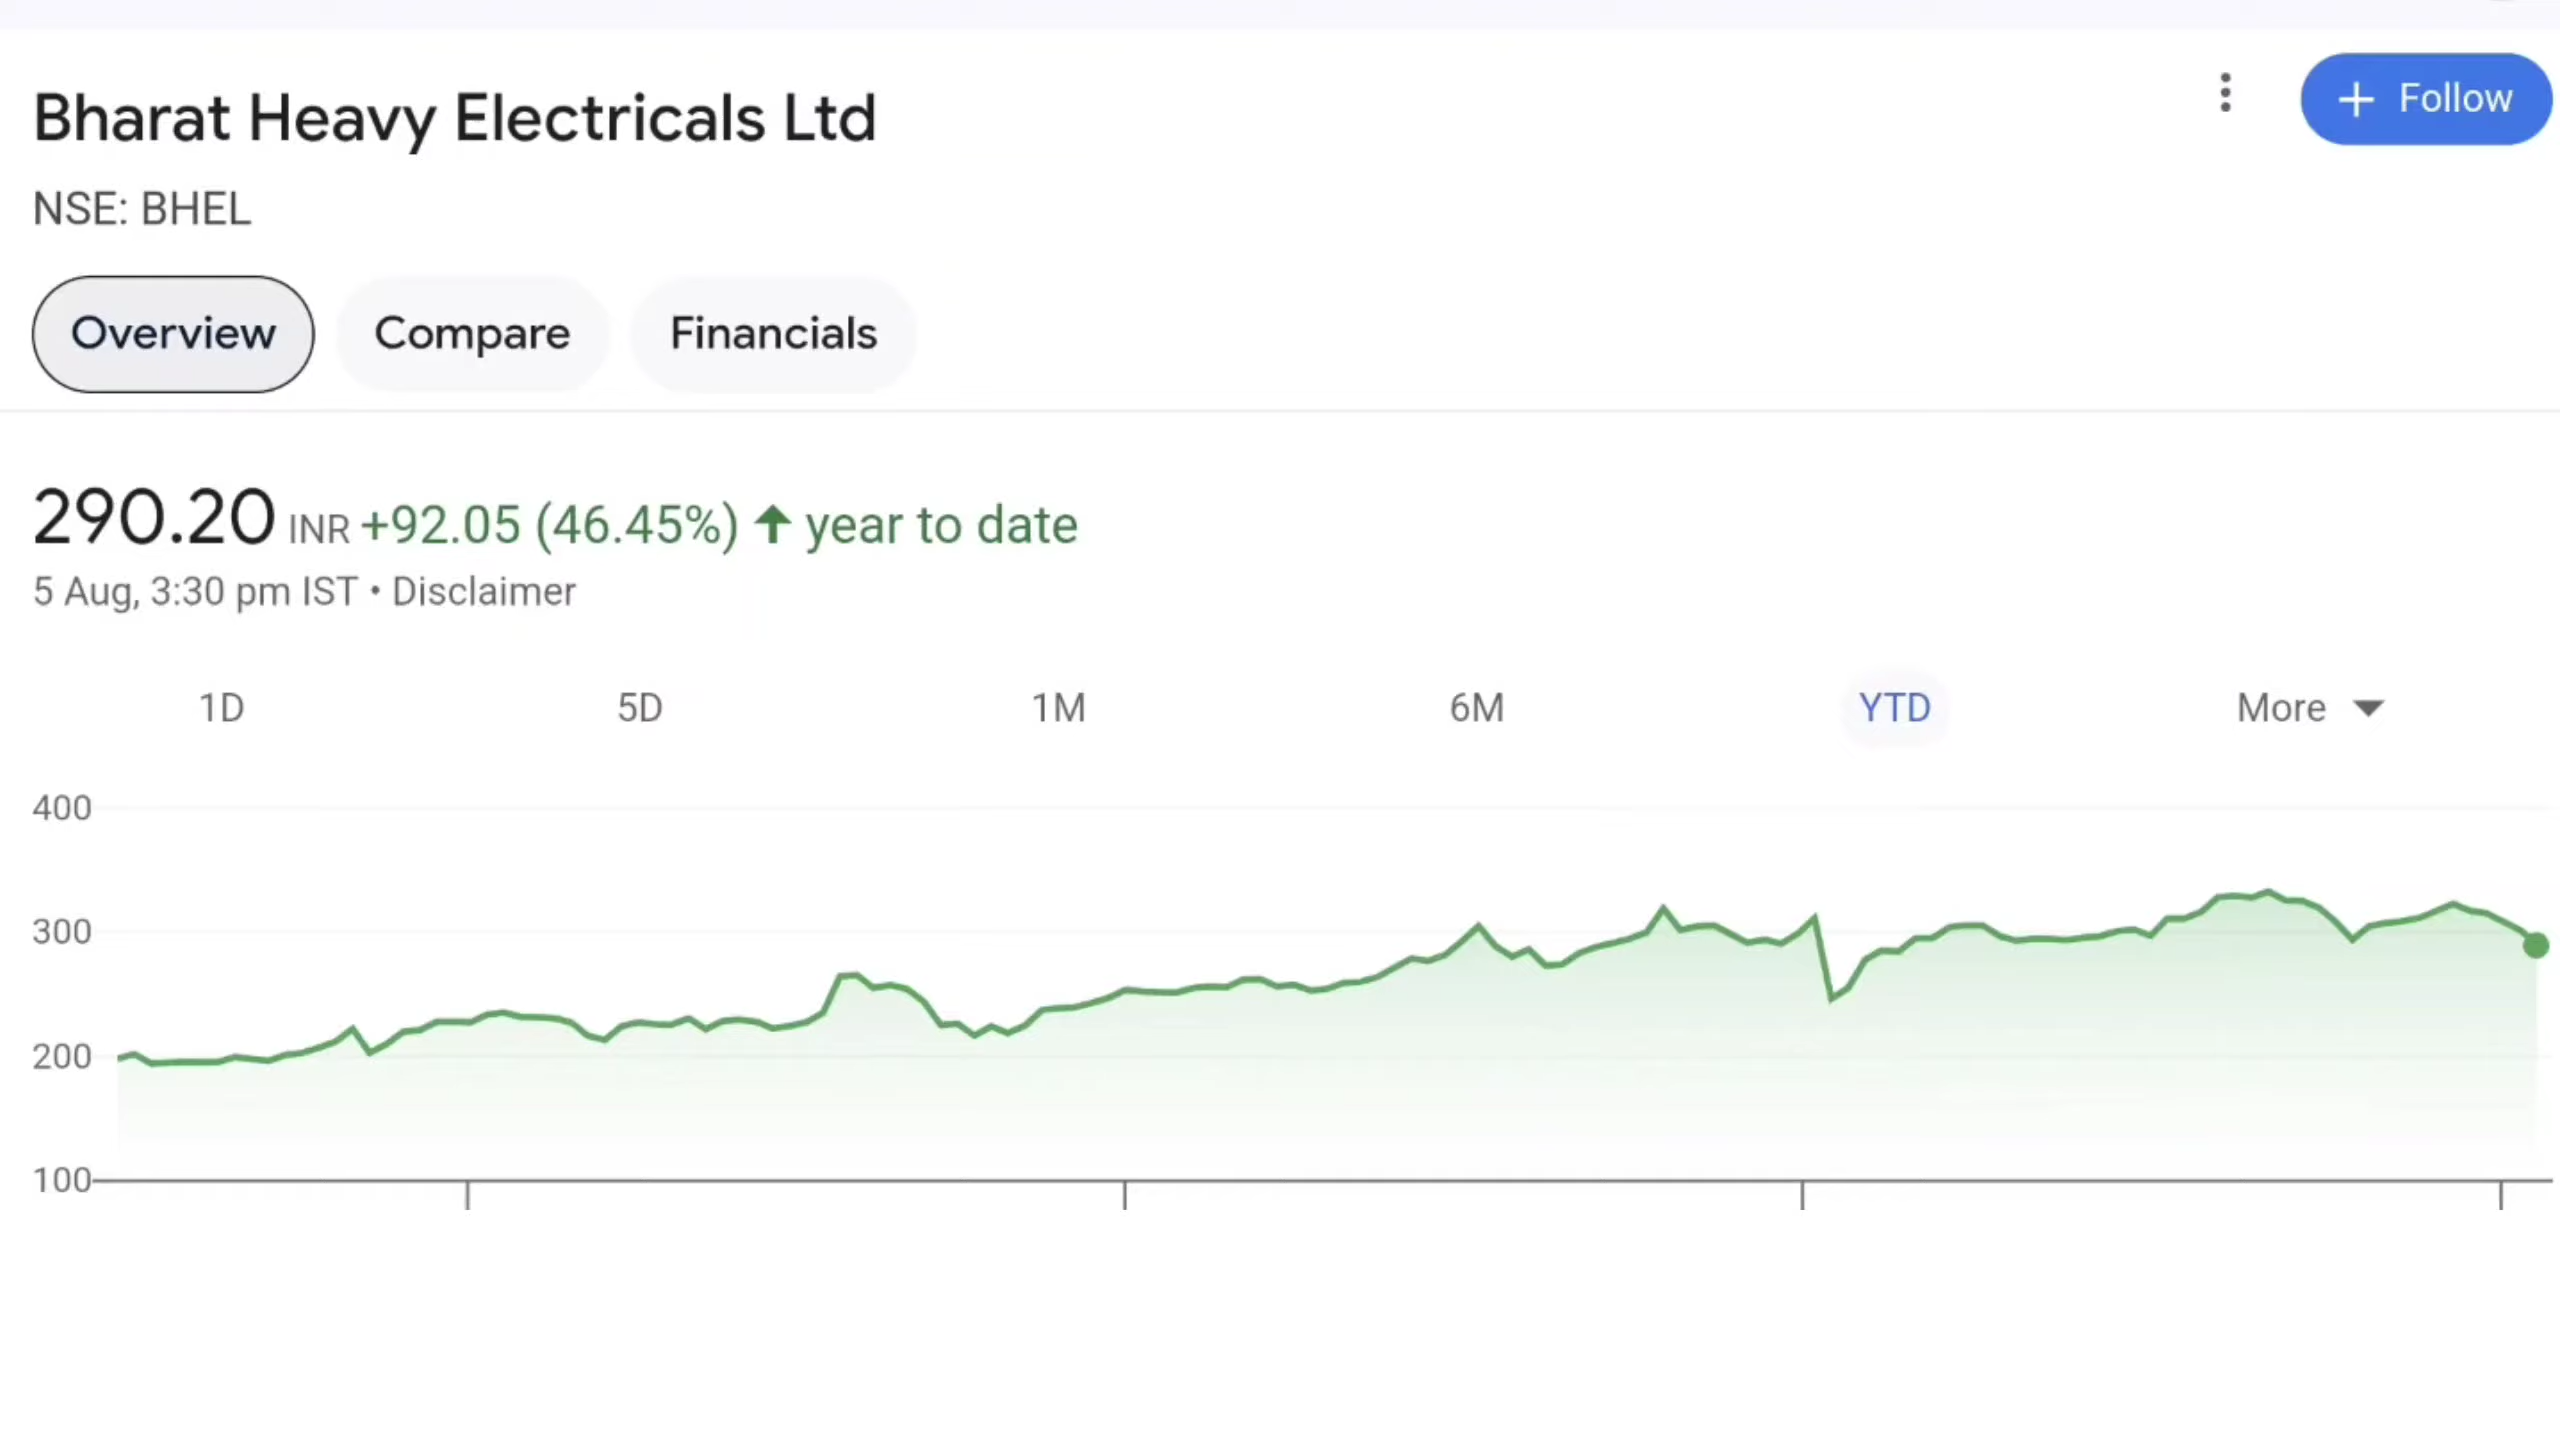 Bharat Heavy Electricals Ltd
+ Follow
NSE: BHEL
Overview Compare Financials
290.20 INR +92.05 (46.45%) ↑ year to date
5 Aug, 3:30 pm IST • Disclaimer
1D 5D 1M 6M YTD More
400
300
200
100